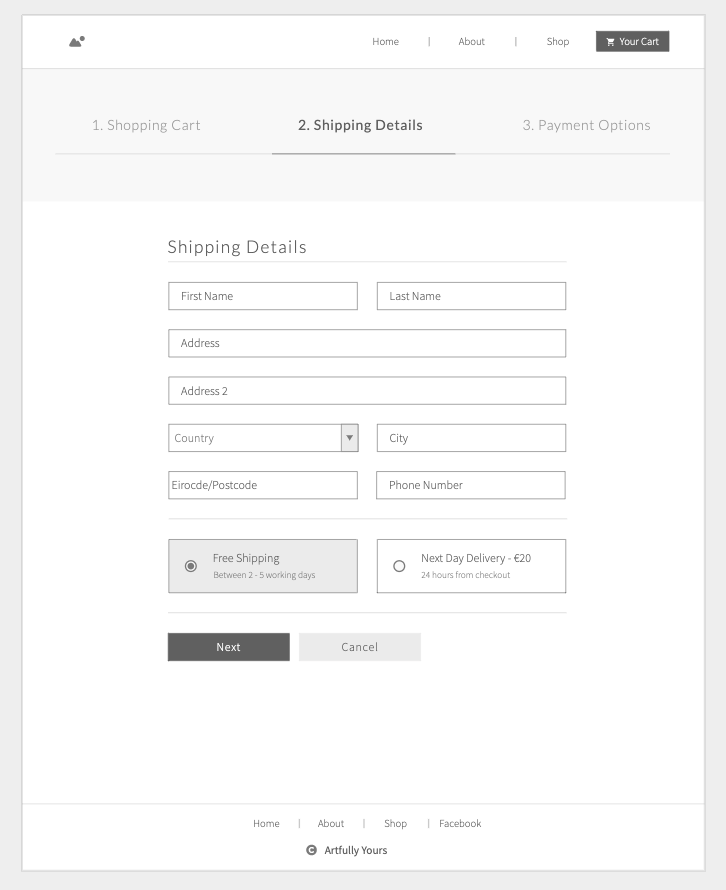 Home | About | Shop Your Cart
1. Shopping Cart 2. Shipping Details 3. Payment Options
Shipping Details
First Name Last Name
Address
Address 2
Country City
Eirocde/Postcode Phone Number
Free Shipping Next Day Delivery - €20
Between 2 - 5 working days 24 hours from checkout
Next Cancel
Home | About | Shop | Facebook
© Artfully Yours